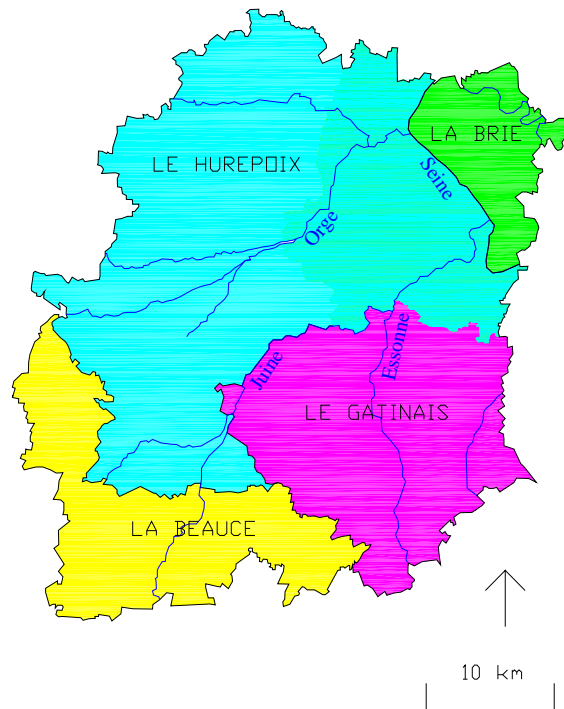 LA BRIE
LE HUREPOIX
Seine
Orge
Essonne
Juine
LE GATINAIS
LA BEAUCE
10 km